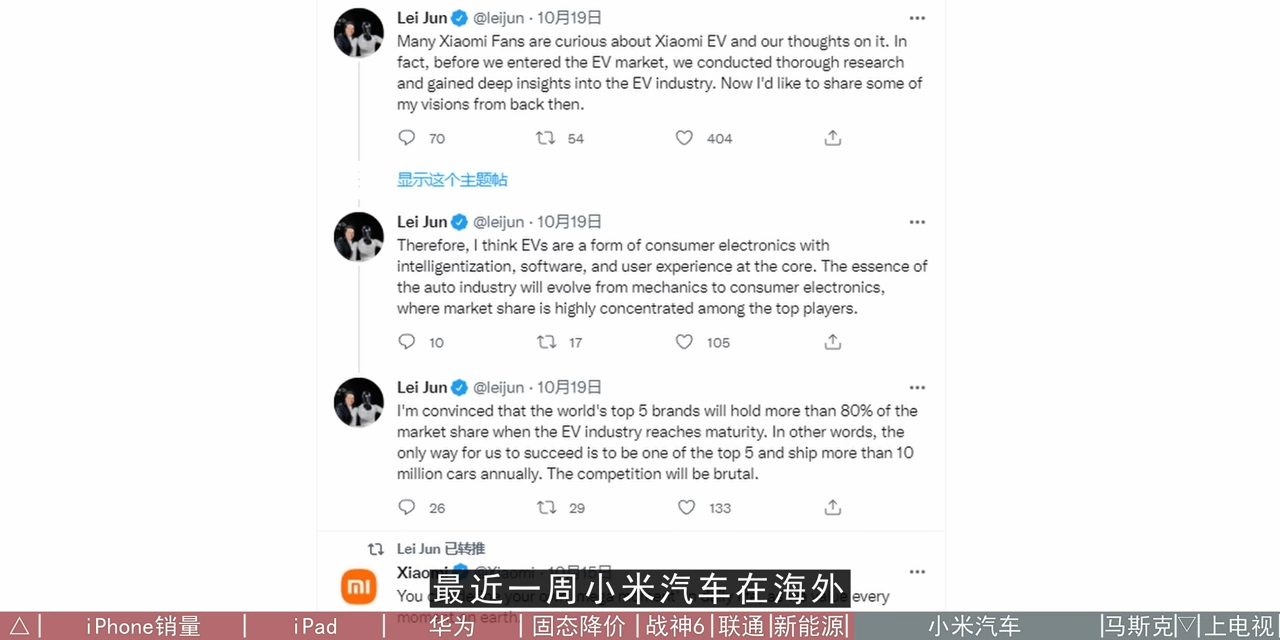 Lei Jun @leijun · 10月19日
Many Xiaomi Fans are curious about Xiaomi EV and our thoughts on it. In
fact, before we entered the EV market, we conducted thorough research
and gained deep insights into the EV industry. Now I'd like to share some of
my visions from back then.
70 54 404
显示这个主题帖
Lei Jun @leijun · 10月19日
Therefore, I think EVs are a form of consumer electronics with
intelligentization, software, and user experience at the core. The essence of
the auto industry will evolve from mechanics to consumer electronics,
where market share is highly concentrated among the top players.
10 17 105
Lei Jun @leijun · 10月19日
I'm convinced that the world's top 5 brands will hold more than 80% of the
market share when the EV industry reaches maturity. In other words, the
only way for us to succeed is to be one of the top 5 and ship more than 10
million cars annually. The competition will be brutal.
26 29 133
Lei Jun 已转推
Xiaomi @Xiaomi · 10月15日
You your every
最近一周小米汽车在海外
mom earth.
iPhone销量 | iPad | 华为 | 固态降价 | 战神6 | 联通 | 新能源 | 小米汽车 | 马斯克 | 上电视